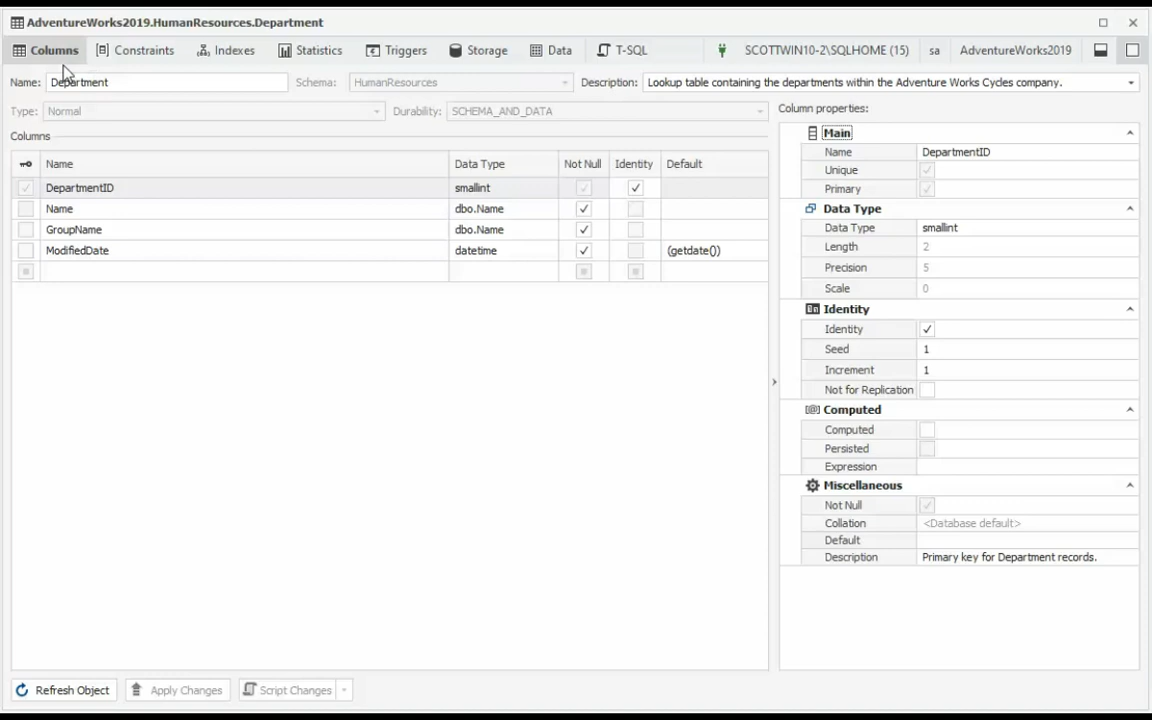 AdventureWorks2019.HumanResources.Department
Columns Constraints Indexes Statistics Triggers Storage Data T-SQL SCOTTWIN10-2\SQLHOME (15) sa AdventureWorks2019
Name: Department Schema: HumanResources Description: Lookup table containing the departments within the Adventure Works Cycles company.
Type: Normal Durability: SCHEMA_AND_DATA
Columns
Name Data Type Not Null Identity Default
DepartmentID smallint
Name dbo.Name
GroupName dbo.Name
ModifiedDate datetime (getdate())
Column properties:
Main
Name DepartmentID
Unique
Primary
Data Type
Data Type smallint
Length 2
Precision 5
Scale 0
Identity
Identity
Seed 1
Increment 1
Not for Replication
Computed
Computed
Persisted
Expression
Miscellaneous
Not Null
Collation <Database default>
Default
Description Primary key for Department records.
Refresh Object Apply Changes Script Changes